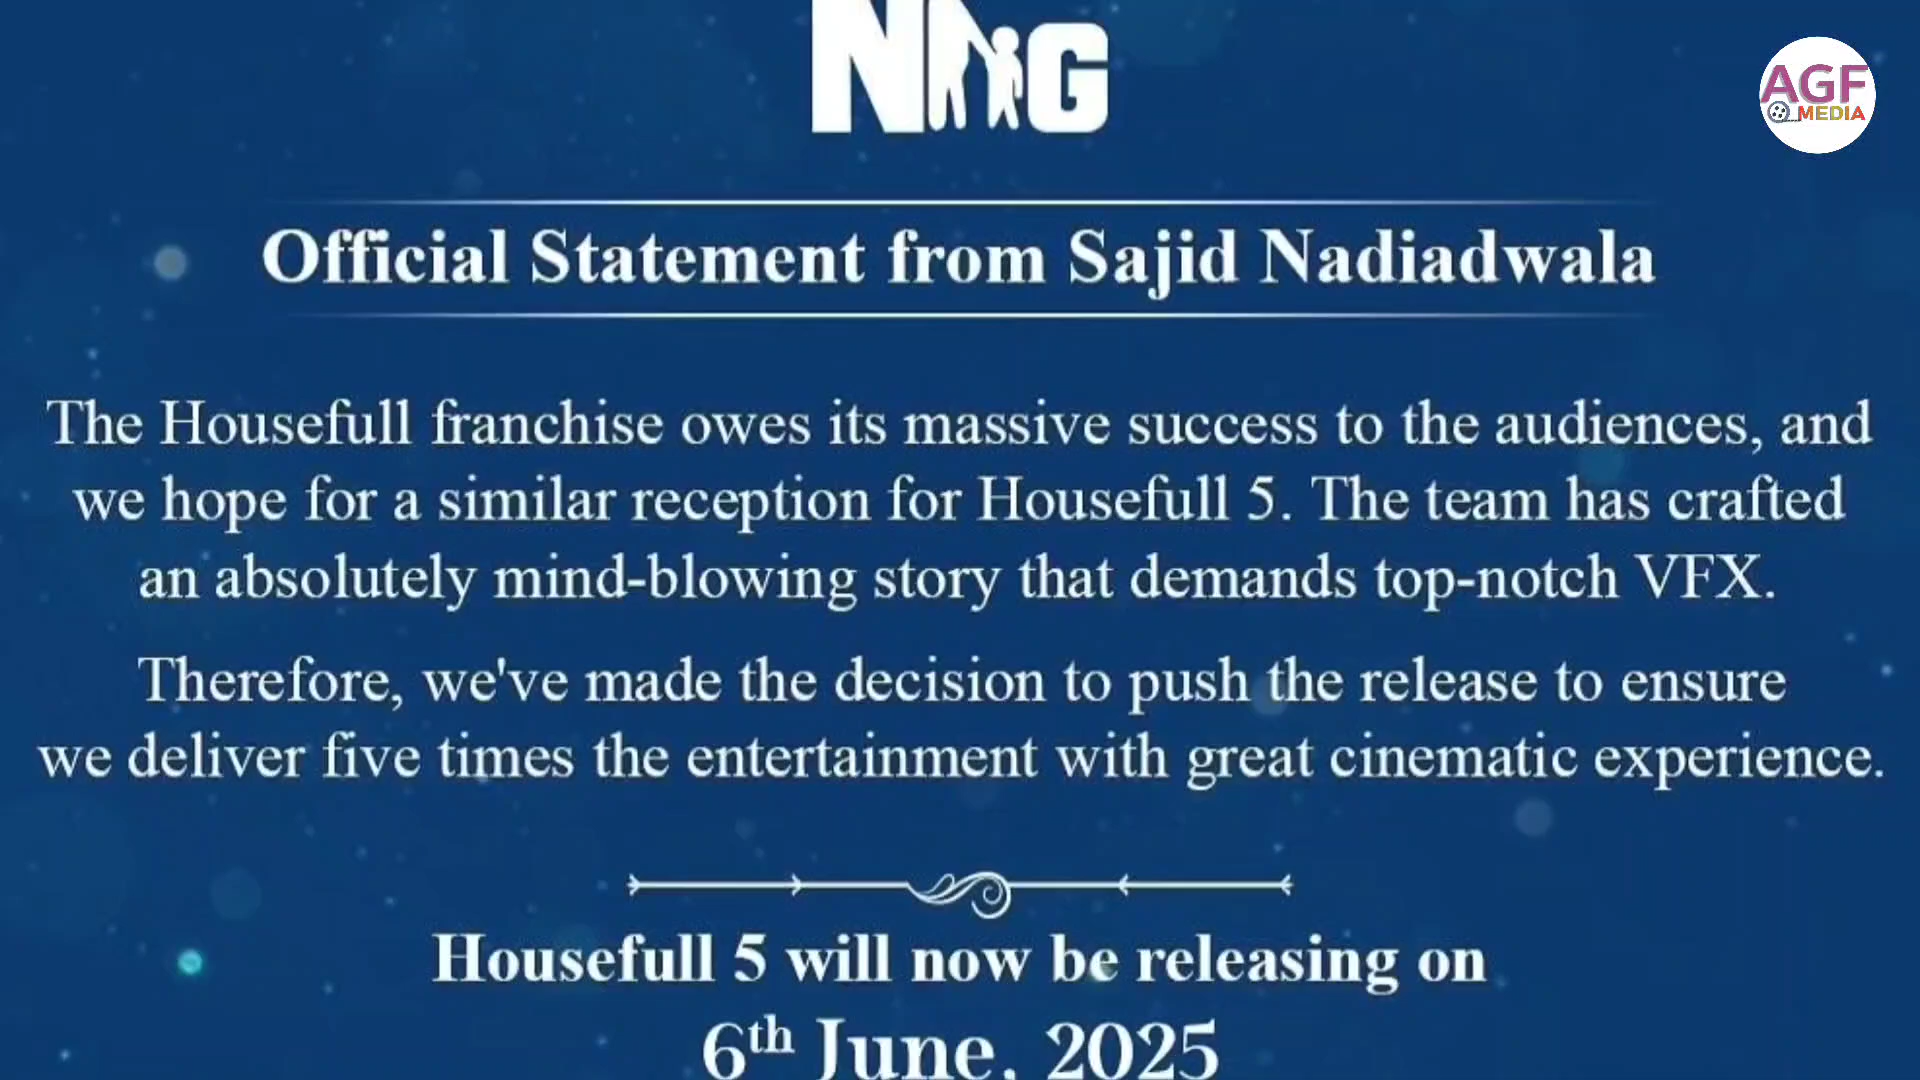 NG
AGF
MEDIA
Official Statement from Sajid Nadiadwala
The Housefull franchise owes its massive success to the audiences, and
we hope for a similar reception for Housefull 5. The team has crafted
an absolutely mind-blowing story that demands top-notch VFX.
Therefore, we've made the decision to push the release to ensure
we deliver five times the entertainment with great cinematic experience.
Housefull 5 will now be releasing on
6th June, 2025